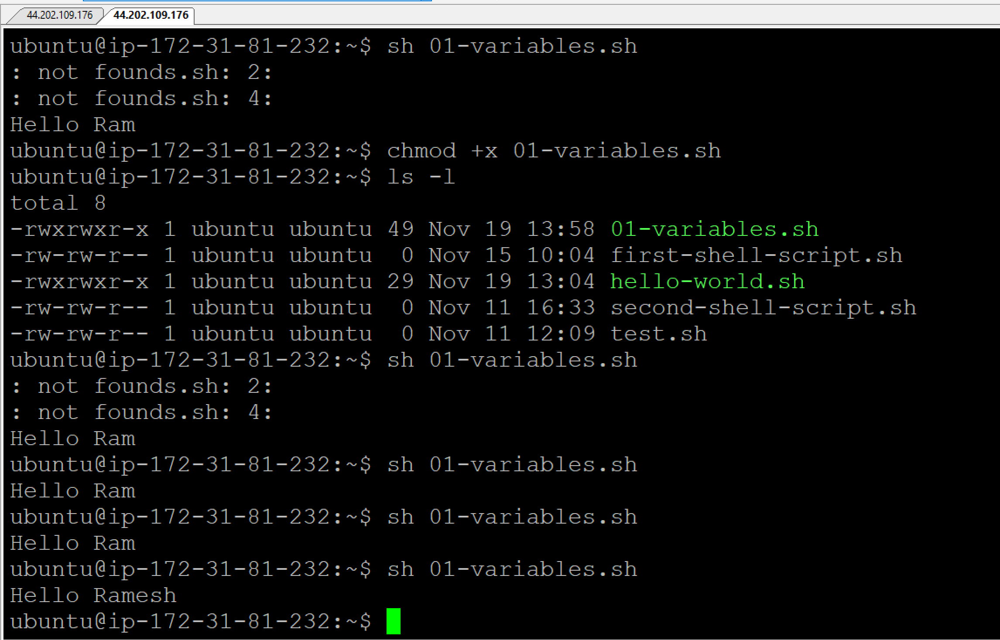 44.202.109.176 44.202.109.176
ubuntu@ip-172-31-81-232:~$ sh 01-variables.sh
: not founds.sh: 2:
: not founds.sh: 4:
Hello Ram
ubuntu@ip-172-31-81-232:~$ chmod +x 01-variables.sh
ubuntu@ip-172-31-81-232:~$ ls -l
total 8
-rwxrwxr-x 1 ubuntu ubuntu 49 Nov 19 13:58 01-variables.sh
-rw-rw-r-- 1 ubuntu ubuntu  0 Nov 15 10:04 first-shell-script.sh
-rwxrwxr-x 1 ubuntu ubuntu 29 Nov 19 13:04 hello-world.sh
-rw-rw-r-- 1 ubuntu ubuntu  0 Nov 11 16:33 second-shell-script.sh
-rw-rw-r-- 1 ubuntu ubuntu  0 Nov 11 12:09 test.sh
ubuntu@ip-172-31-81-232:~$ sh 01-variables.sh
: not founds.sh: 2:
: not founds.sh: 4:
Hello Ram
ubuntu@ip-172-31-81-232:~$ sh 01-variables.sh
Hello Ram
ubuntu@ip-172-31-81-232:~$ sh 01-variables.sh
Hello Ram
ubuntu@ip-172-31-81-232:~$ sh 01-variables.sh
Hello Ramesh
ubuntu@ip-172-31-81-232:~$